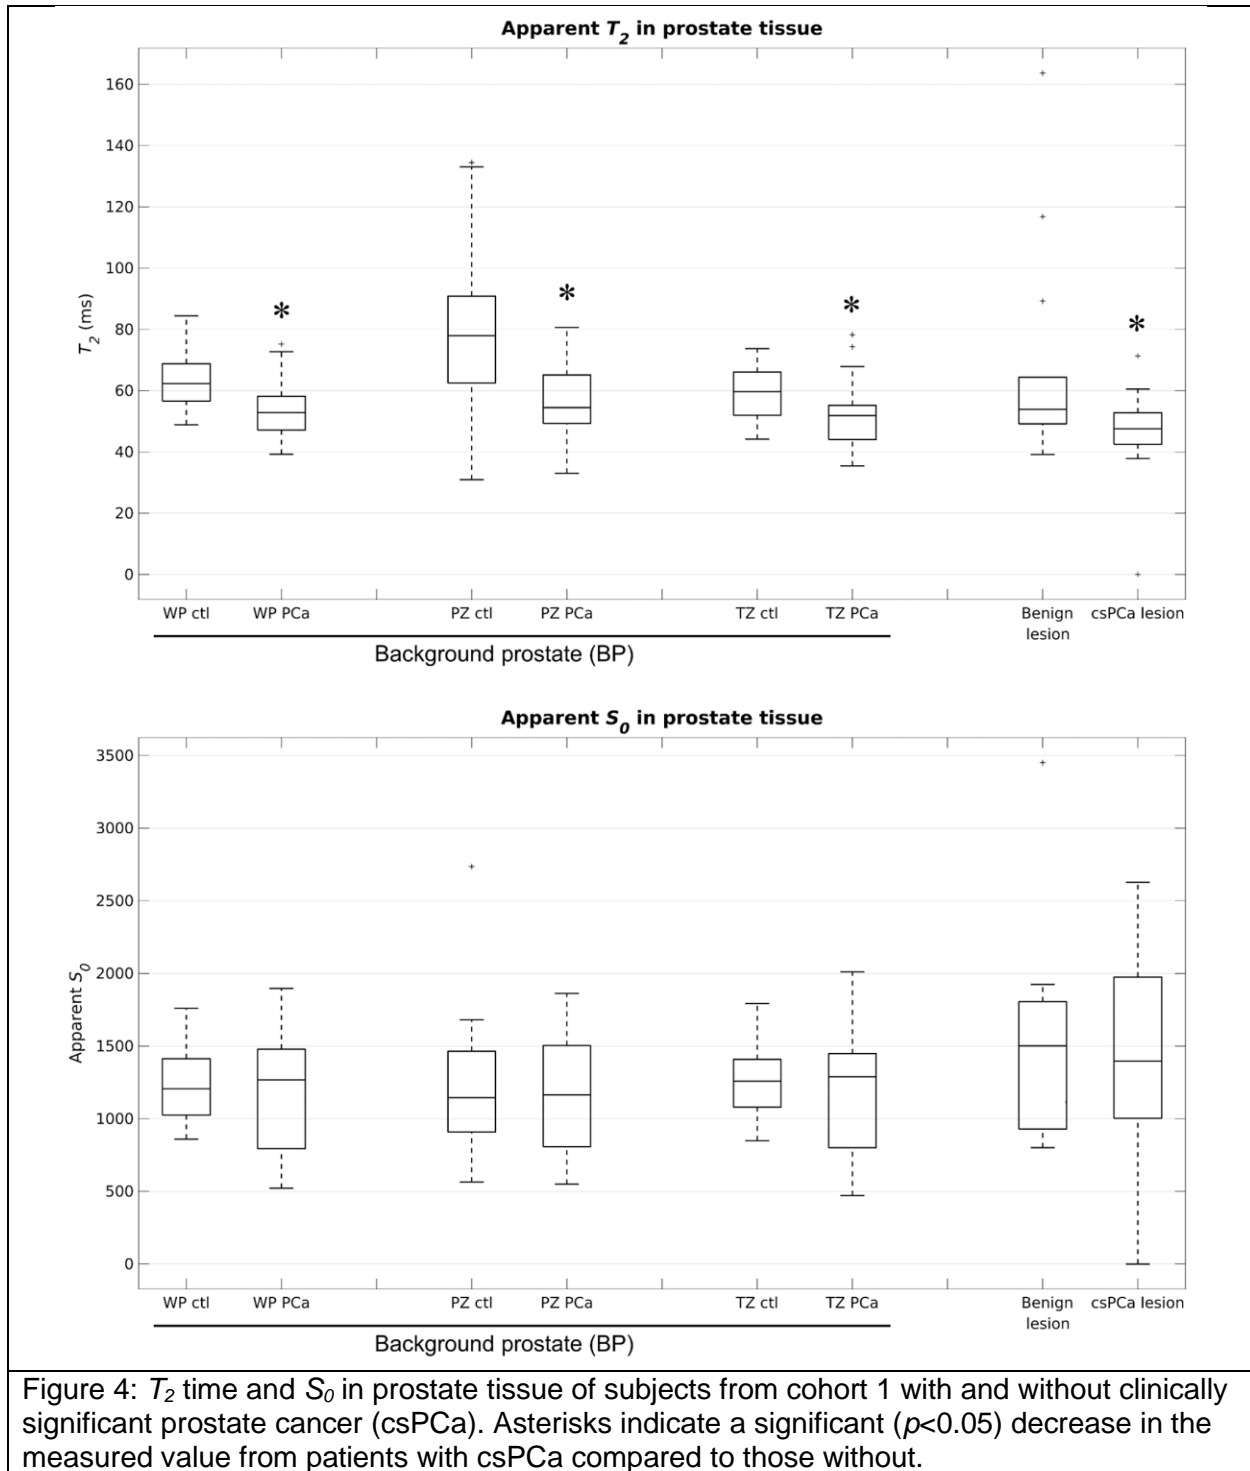 Apparent T2 in prostate tissue
160
140
120
100
80
60
40
20
0
T2 (ms)
* * * *
WP ctl WP PCa PZ ctl PZ PCa TZ ctl TZ PCa Benign lesion csPCa lesion
Background prostate (BP)
Apparent S0 in prostate tissue
3500
3000
2500
2000
1500
1000
500
0
Apparent S0
WP ctl WP PCa PZ ctl PZ PCa TZ ctl TZ PCa Benign lesion csPCa lesion
Background prostate (BP)
Figure 4: T2 time and S0 in prostate tissue of subjects from cohort 1 with and without clinically
significant prostate cancer (csPCa). Asterisks indicate a significant (p<0.05) decrease in the
measured value from patients with csPCa compared to those without.